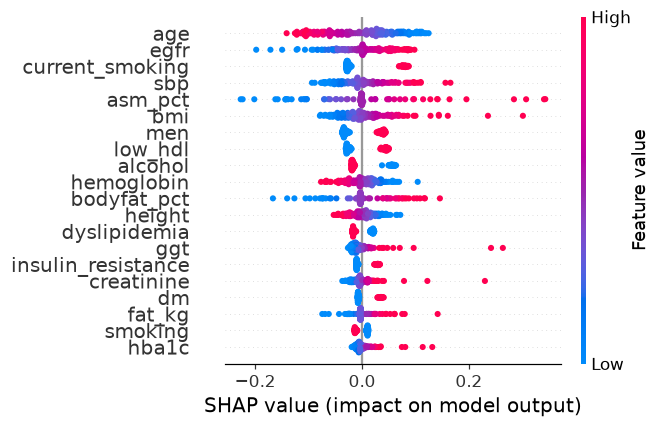 High
age
egfr
current_smoking
sbp
asm_pct
bmi
men
low_hdl
alcohol
hemoglobin
bodyfat_pct
height
dyslipidemia
ggt
insulin_resistance
creatinine
dm
fat_kg
smoking
hba1c
Low
Feature value
−0.2 0.0 0.2
SHAP value (impact on model output)